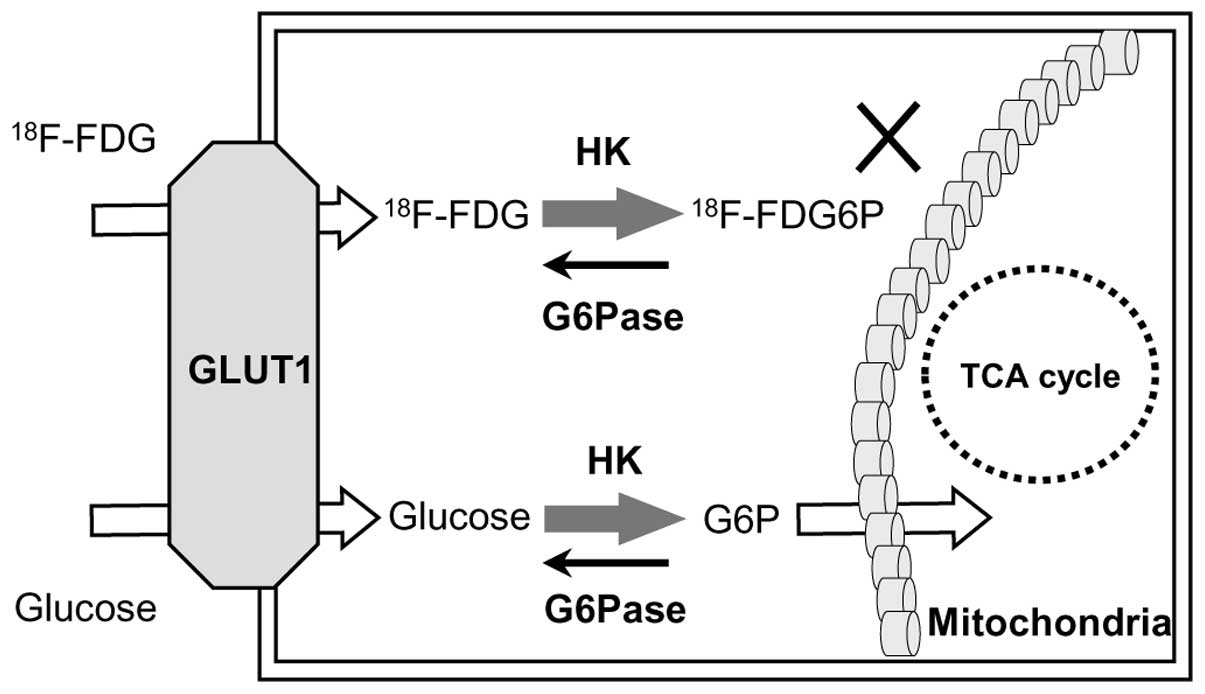 ¹⁸F-FDG
HK
¹⁸F-FDG
¹⁸F-FDG6P
G6Pase
GLUT1
TCA cycle
HK
Glucose
G6P
G6Pase
Glucose
Mitochondria